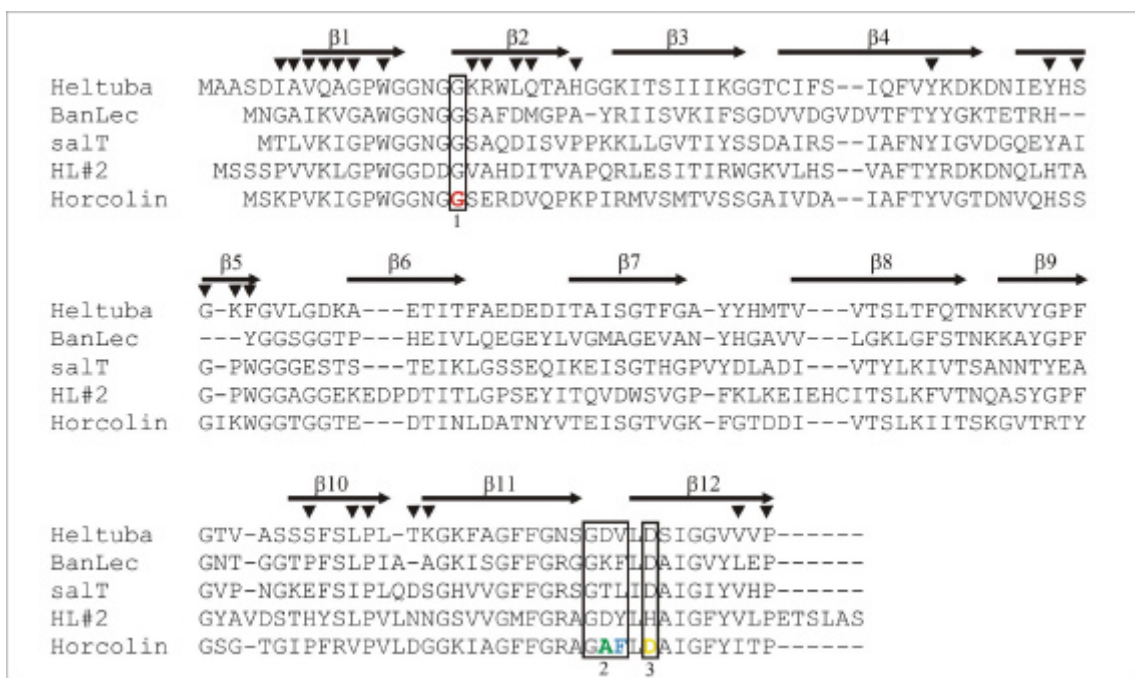 β1 β2 β3 β4
Heltuba MAASDIAVQAGPWGGNGGKRWLQTAHGGKITSIIIKGGTCIFS--IQFVYKDKDNIEYHS
BanLec MNGAIKVGAWGGNGGSAFDMGPA-YRIISVKIFSGDVVDGVDVTFTYYGKTETRH--
salT MTLVKIGPWGGNGGSAQDISVPPKKLLGVTIYSSDAIRS--IAFNYIGVDGQEYAI
HL#2 MSSSPVVKLGPWGGDDGVAHDITVAPQRLESITIRWGKVLHS--VAFTYRDKDNQLHTA
Horcolin MSKPVKIGPWGGNGGSERDVQPKPIRMVSMTVSSGAIVDA--IAFTYVGTDNVQHSS
1
β5 β6 β7 β8 β9
Heltuba G-KFGVLGDKA---ETITFAEDEDITAISGTFGA-YYHMTV---VTSLTFQTNKKVYGPF
BanLec ---YGGSGGTP---HEIVLQEGEYLVGMAGEVAN-YHGAVV---LGKLGFSTNKKAYGPF
salT G-PWGGGESTS---TEIKLGSSEQIKEISGTHGPVYDLADI---VTYLKIVTSANNTYEA
HL#2 G-PWGGAGGEKEDPDTITLGPSEYITQVDWSVGP-FKLKEIEHCITSLKFVTNQASYGPF
Horcolin GIKWGGTGGTE---DTINLDATNYVTEISGTVGK-FGTDDI---VTSLKIITSKGVTRTY
β10 β11 β12
Heltuba GTV-ASSSFSLPL-TKGKFAGFFGNSGDVLDSIGGVVVP------
BanLec GNT-GGTPFSLPIA-AGKISGFFGRGGKFLDAIGVYLEP------
salT GVP-NGKEFSIPLQDSGHVVGFFGRSGTLIDAIGIYVHP------
HL#2 GYAVDSTHYSLPVLNNGSVVGMFGRAGDYLHAIGFYVLPETSLAS
Horcolin GSG-TGIPFRVPVLDGGKIAGFFGRAGAFLDAIGFYITP------
2 3